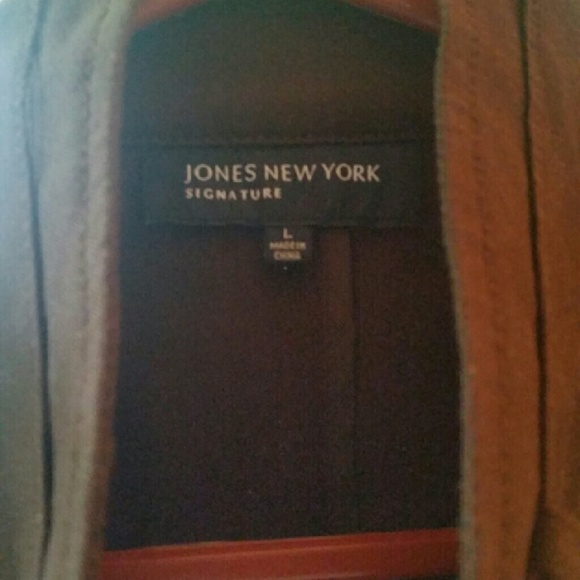 JONES NEW YORK
SIGNATURE
L
MADE IN
CHINA